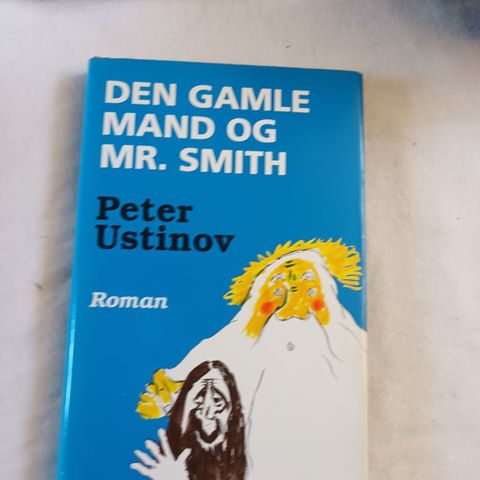 DEN GAMLE
MAND OG
MR. SMITH
Peter
Ustinov
Roman